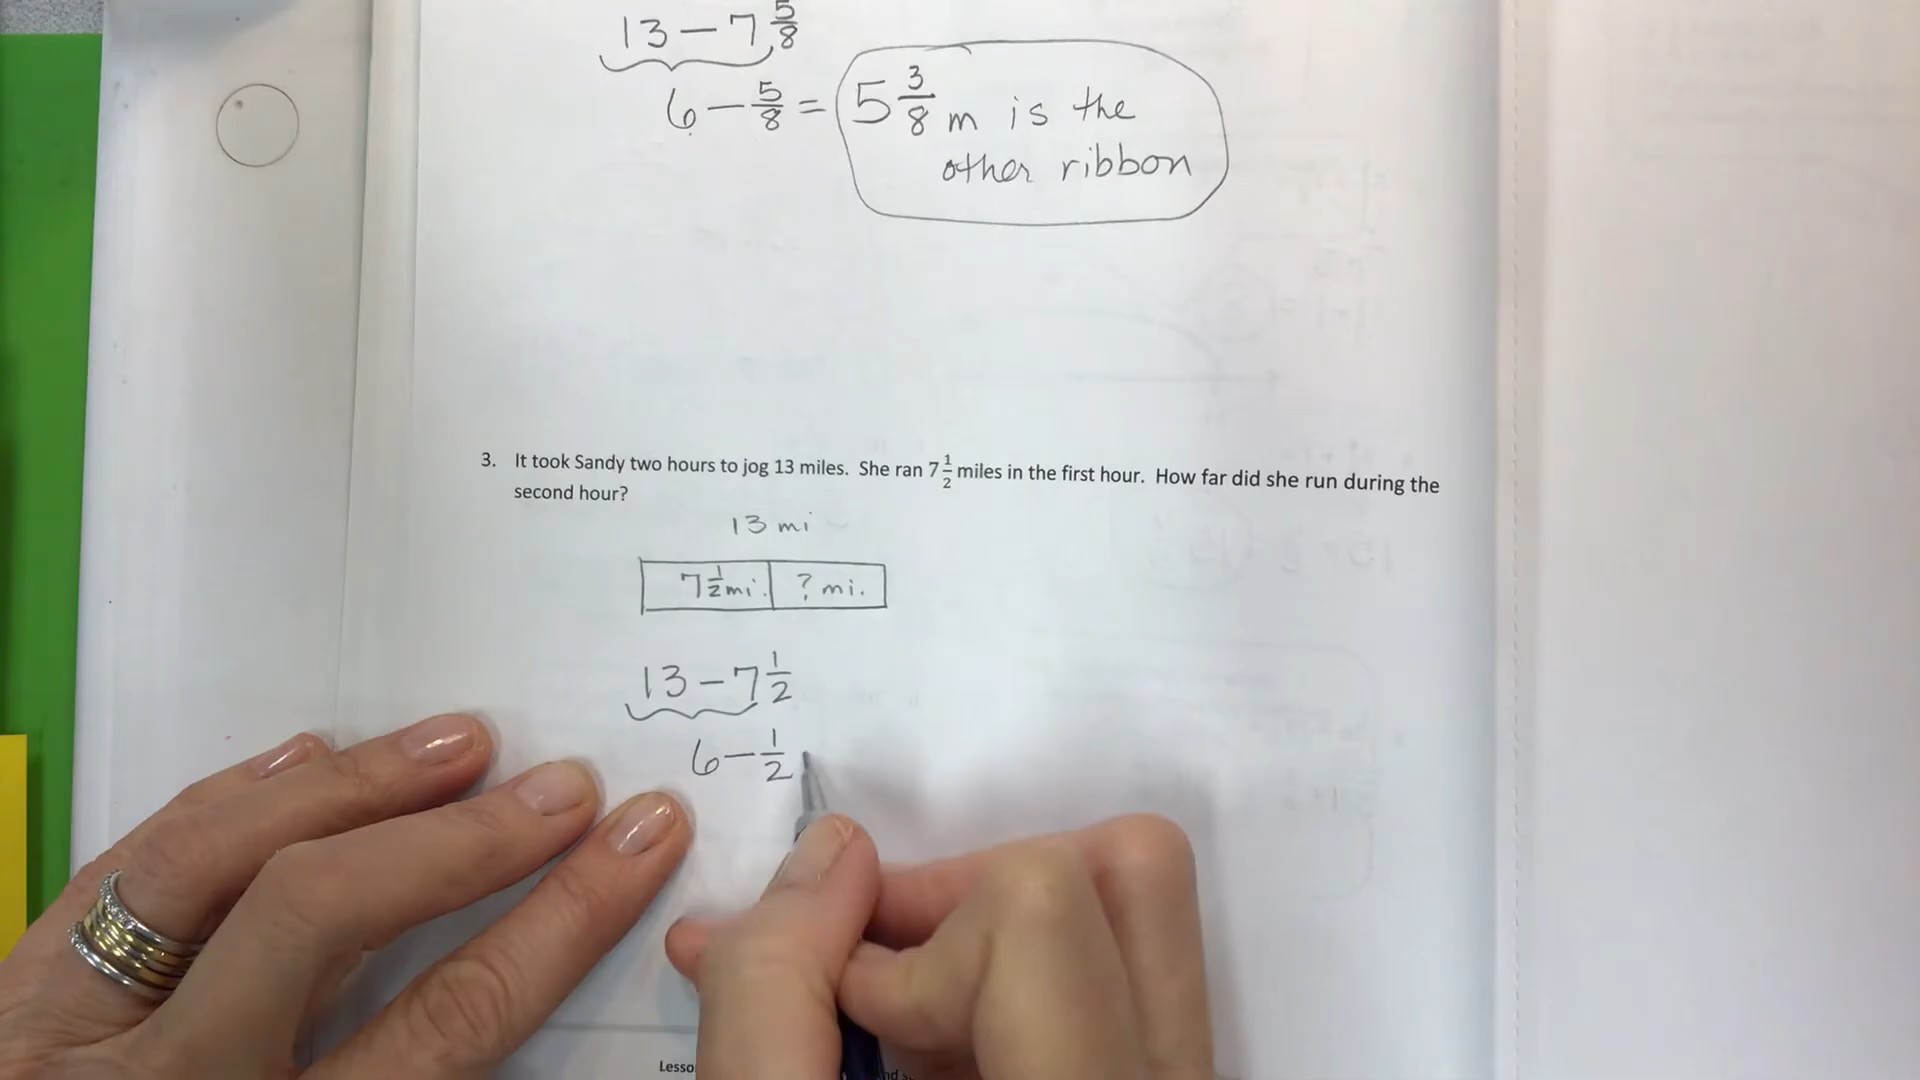 13 - 7 5/8
6 - 5/8 = 5 3/8 m is the
other ribbon
3. It took Sandy two hours to jog 13 miles. She ran 7 1/2 miles in the first hour. How far did she run during the
second hour?
13 mi
7 1/2 mi. ? mi.
13 - 7 1/2
6 - 1/2